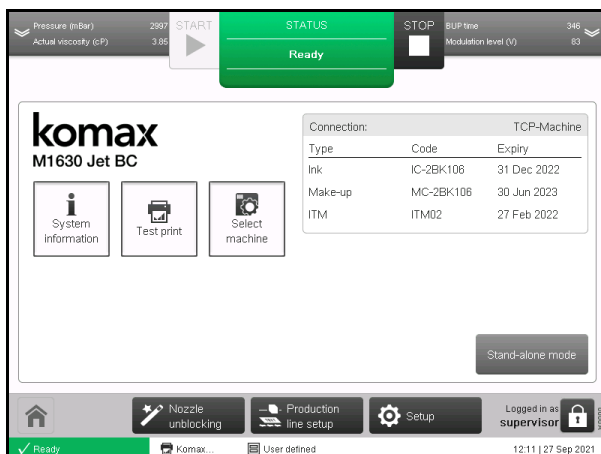 Pressure (mBar) 2997
Actual viscosity (cP) 3.85
START
STATUS
Ready
STOP
BUP time 346
Modulation level (V) 83
komax
M1630 Jet BC
System
information
Test print
Select
machine
Connection: TCP-Machine
Type Code Expiry
Ink IC-2BK106 31 Dec 2022
Make-up MC-2BK106 30 Jun 2023
ITM ITM02 27 Feb 2022
Stand-alone mode
Nozzle
unblocking
Production
line setup
Setup
Logged in as
supervisor
Ready
Komax...
User defined
12:11 | 27 Sep 2021